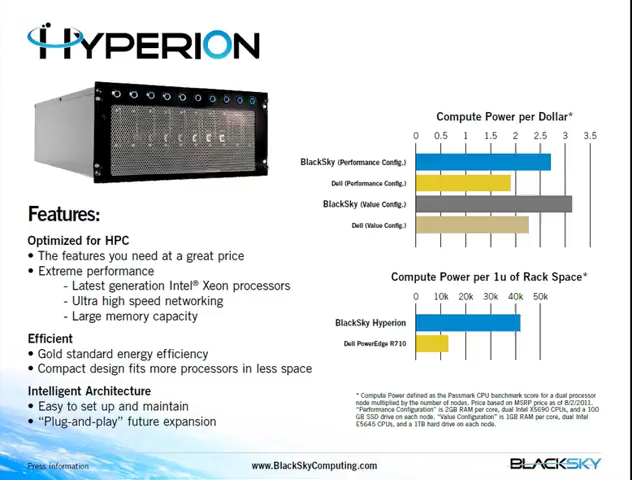 HYPERION
Compute Power per Dollar*
0 0.5 1 1.5 2 2.5 3 3.5
BlackSky (Performance Config.)
Dell (Performance Config.)
BlackSky (Value Config.)
Dell (Value Config.)
Features:
Optimized for HPC
• The features you need at a great price
• Extreme performance
- Latest generation Intel® Xeon processors
- Ultra high speed networking
- Large memory capacity
Efficient
• Gold standard energy efficiency
• Compact design fits more processors in less space
Intelligent Architecture
• Easy to set up and maintain
• “Plug-and-play” future expansion
Compute Power per 1u of Rack Space*
0 10k 20k 30k 40k 50k
BlackSky Hyperion
Dell PowerEdge R710
* Compute Power defined as the Passmark CPU benchmark score for a dual processor
node multiplied by the number of nodes. Price based on MSRP price as of 8/2/2011.
“Performance Configuration” is 2GB RAM per core, dual Intel X5690 CPUs, and a 100
GB SSD drive on each node. “Value Configuration” is 1GB RAM per core, dual Intel
E5645 CPUs, and a 1TB hard drive on each node.
Press Information
www.BlackSkyComputing.com
BLACKSKY